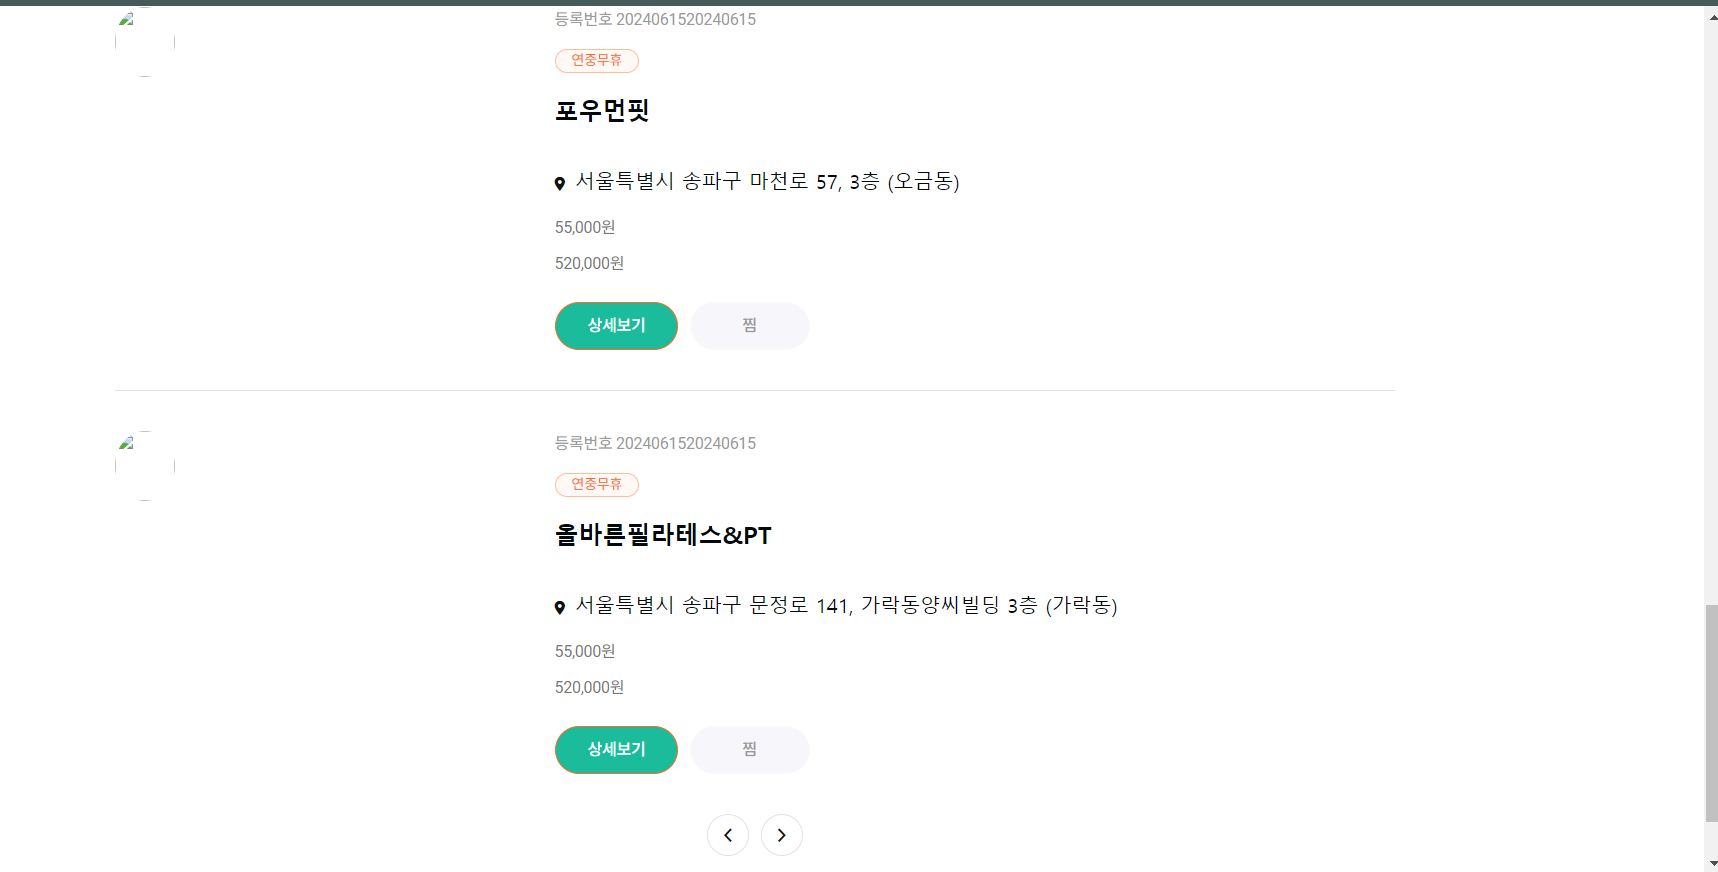 등록번호 2024061520240615
연중무휴
포우먼핏
서울특별시 송파구 마천로 57, 3층 (오금동)
55,000원
520,000원
상세보기 찜
등록번호 2024061520240615
연중무휴
올바른필라테스&PT
서울특별시 송파구 문정로 141, 가락동양씨빌딩 3층 (가락동)
55,000원
520,000원
상세보기 찜